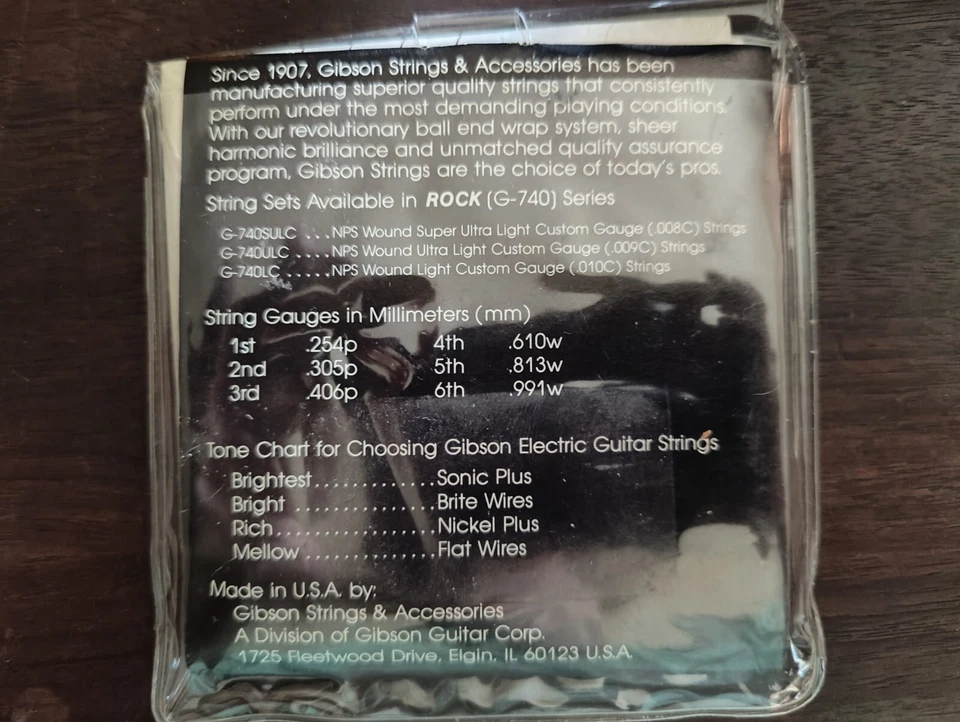 Since 1907, Gibson Strings & Accessories has been
manufacturing superior quality strings that consistently
perform under the most demanding playing conditions.
With our revolutionary ball end wrap system, sheer
harmonic brilliance and unmatched quality assurance
program, Gibson Strings are the choice of today's pros.
String Sets Available in ROCK (G-740) Series
G-740SULC ....NPS Wound Super Ultra Light Custom Gauge (.008C) Strings
G-740ULC .....NPS Wound Ultra Light Custom Gauge (.009C) Strings
G-740LC ......NPS Wound Light Custom Gauge (.010C) Strings
String Gauges in Millimeters (mm)
1st .254p 4th .610w
2nd .305p 5th .813w
3rd .406p 6th .991w
Tone Chart for Choosing Gibson Electric Guitar Strings
Brightest.............Sonic Plus
Bright ...............Brite Wires
Rich.................Nickel Plus
Mellow ..............Flat Wires
Made in U.S.A. by:
Gibson Strings & Accessories
A Division of Gibson Guitar Corp.
1725 Fleetwood Drive, Elgin, IL 60123 U.S.A.